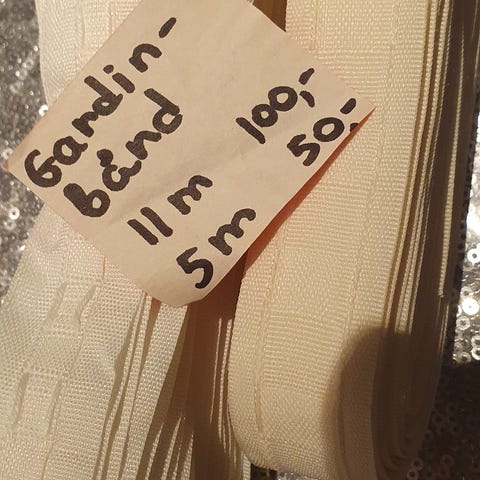 Gardin-
bånd
11 m 100,-
5 m 50,-